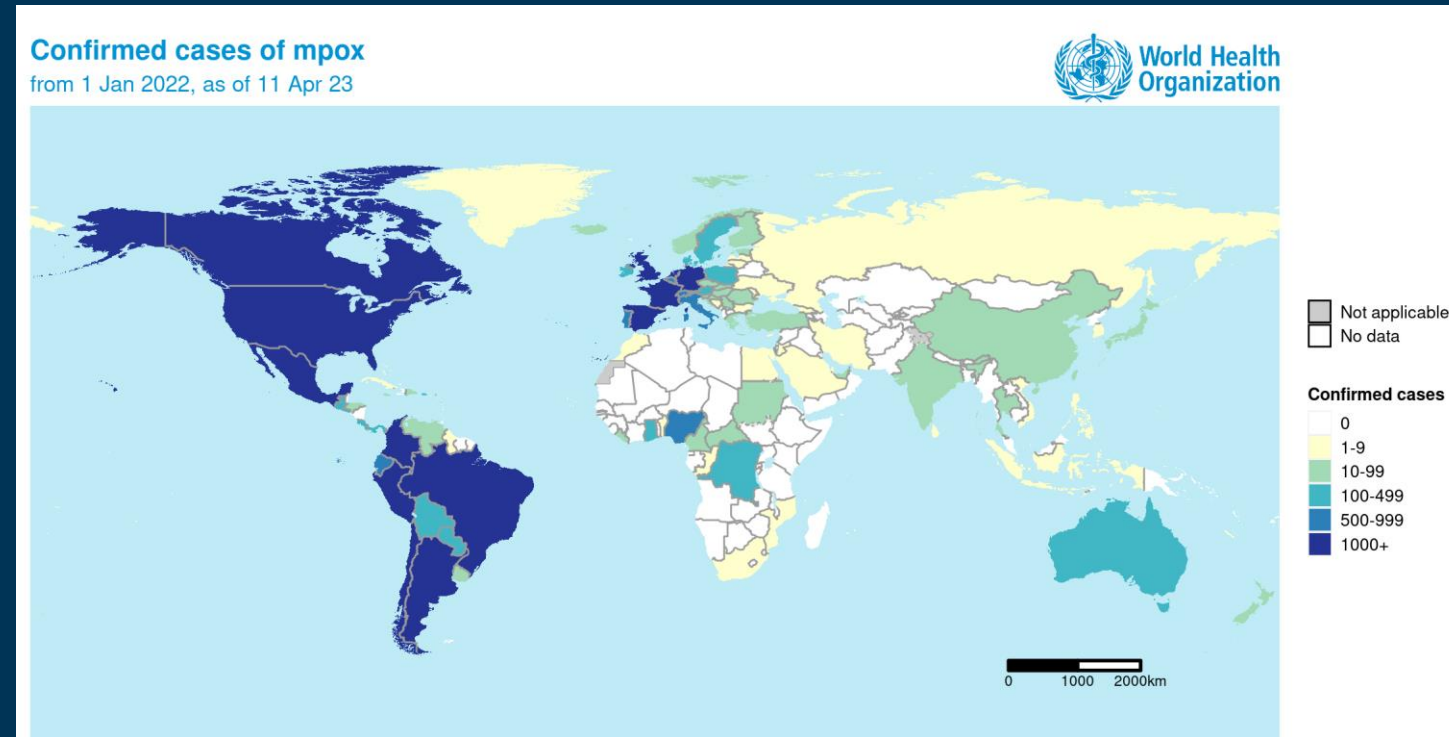 Confirmed cases of mpox
from 1 Jan 2022, as of 11 Apr 23
World Health
Organization
Not applicable
No data
Confirmed cases
0
1-9
10-99
100-499
500-999
1000+
0 1000 2000km